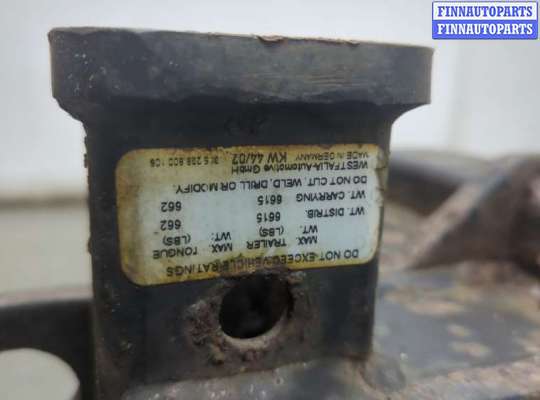 FINNAUTOPARTS
FINNAUTOPARTS
DO NOT EXCEED VEHICLE RATINGS
MAX. TRAILER MAX. TONGUE
WT. (LBS) WT. (LBS)
WT. DISTRIB. 6615 662
WT. CARRYING 6615 662
DO NOT CUT, WELD, DRILL OR MODIFY.
WESTFALIA-Automotive GmbH
MADE IN GERMANY KW 44/02